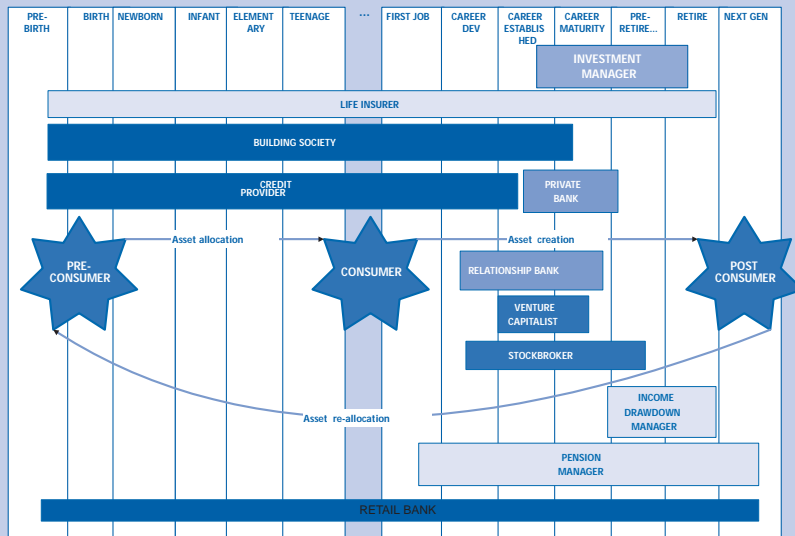 PRE-
BIRTH
BIRTH
NEWBORN
INFANT
ELEMENT
ARY
TEENAGE
...
FIRST JOB
CAREER
DEV
CAREER
ESTABLIS
HED
CAREER
MATURITY
PRE-
RETIRE...
RETIRE
NEXT GEN
INVESTMENT
MANAGER
LIFE INSURER
BUILDING SOCIETY
CREDIT
PROVIDER
PRIVATE
BANK
Asset allocation
Asset creation
PRE-
CONSUMER
CONSUMER
POST
CONSUMER
RELATIONSHIP BANK
VENTURE
CAPITALIST
STOCKBROKER
INCOME
DRAWDOWN
MANAGER
Asset re-allocation
PENSION
MANAGER
RETAIL BANK